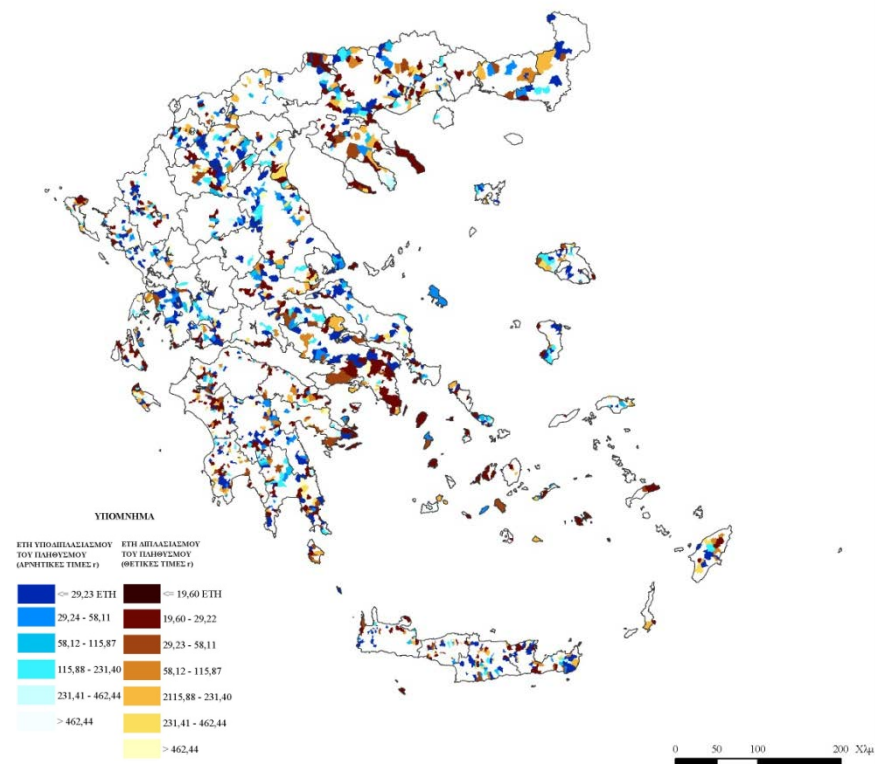 ΥΠΟΜΝΗΜΑ
ΕΤΗ ΥΠΟΔΙΠΛΑΣΙΑΣΜΟΥ
ΤΟΥ ΠΛΗΘΥΣΜΟΥ
(ΑΡΝΗΤΙΚΕΣ ΤΙΜΕΣ r)
<= 29,23 ΕΤΗ
29,24 - 58,11
58,12 - 115,87
115,88 - 231,40
231,41 - 462,44
> 462,44
ΕΤΗ ΔΙΠΛΑΣΙΑΣΜΟΥ
ΤΟΥ ΠΛΗΘΥΣΜΟΥ
(ΘΕΤΙΚΕΣ ΤΙΜΕΣ r)
<= 19,60 ΕΤΗ
19,60 - 29,22
29,23 - 58,11
58,12 - 115,87
2115,88 - 231,40
231,41 - 462,44
> 462,44
0 50 100 200 Χλμ